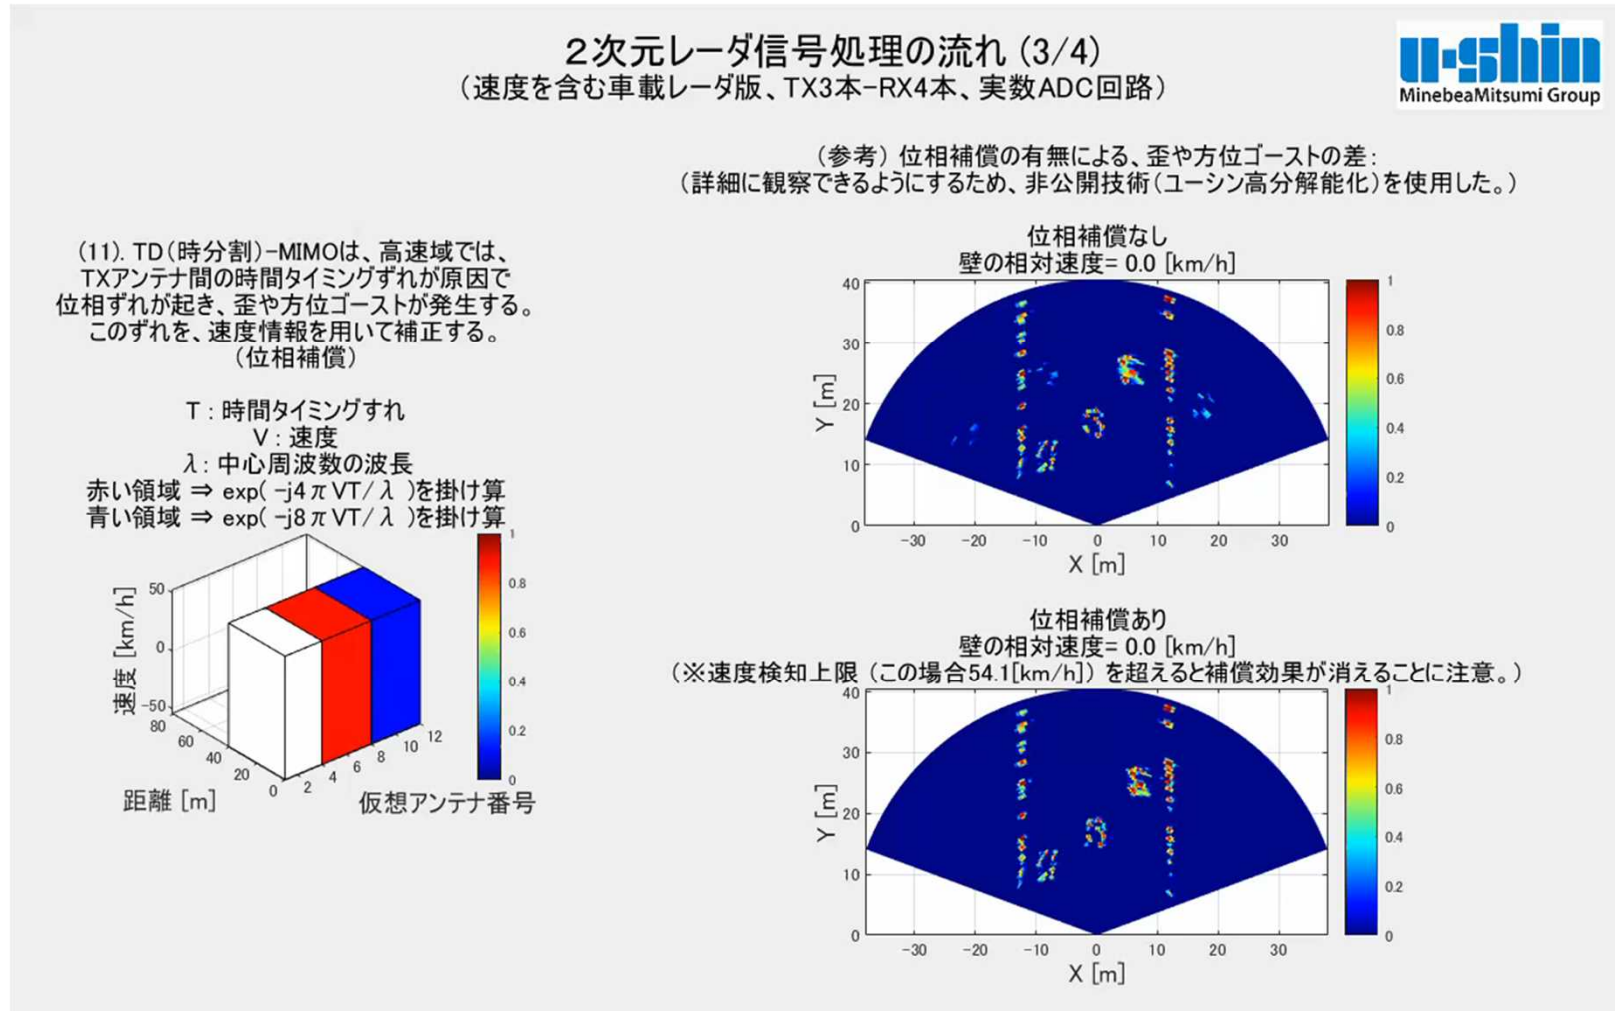 ２次元レーダ信号処理の流れ (3/4)
（速度を含む車載レーダ版、TX3本−RX4本、実数ADC回路）
u-shin
MinebeaMitsumi Group
(11). TD（時分割）−MIMOは、高速域では、
TXアンテナ間の時間タイミングずれが原因で
位相ずれが起き、歪や方位ゴーストが発生する。
このずれを、速度情報を用いて補正する。
（位相補償）
T : 時間タイミングすれ
V : 速度
λ : 中心周波数の波長
赤い領域 ⇒ exp( -j4πVT/λ )を掛け算
青い領域 ⇒ exp( -j8πVT/λ )を掛け算
速度 [km/h]
50
0
-50
80
60
40
20
0
距離 [m]
2
4
6
8
10
12
仮想アンテナ番号
1
0.8
0.6
0.4
0.2
0
（参考） 位相補償の有無による、歪や方位ゴーストの差：
（詳細に観察できるようにするため、非公開技術（ユーシン高分解能化）を使用した。）
位相補償なし
壁の相対速度= 0.0 [km/h]
Y [m]
40
30
20
10
0
-30 -20 -10 0 10 20 30
X [m]
1
0.8
0.6
0.4
0.2
0
位相補償あり
壁の相対速度= 0.0 [km/h]
（※速度検知上限 （この場合54.1[km/h]） を超えると補償効果が消えることに注意。）
Y [m]
40
30
20
10
0
-30 -20 -10 0 10 20 30
X [m]
1
0.8
0.6
0.4
0.2
0